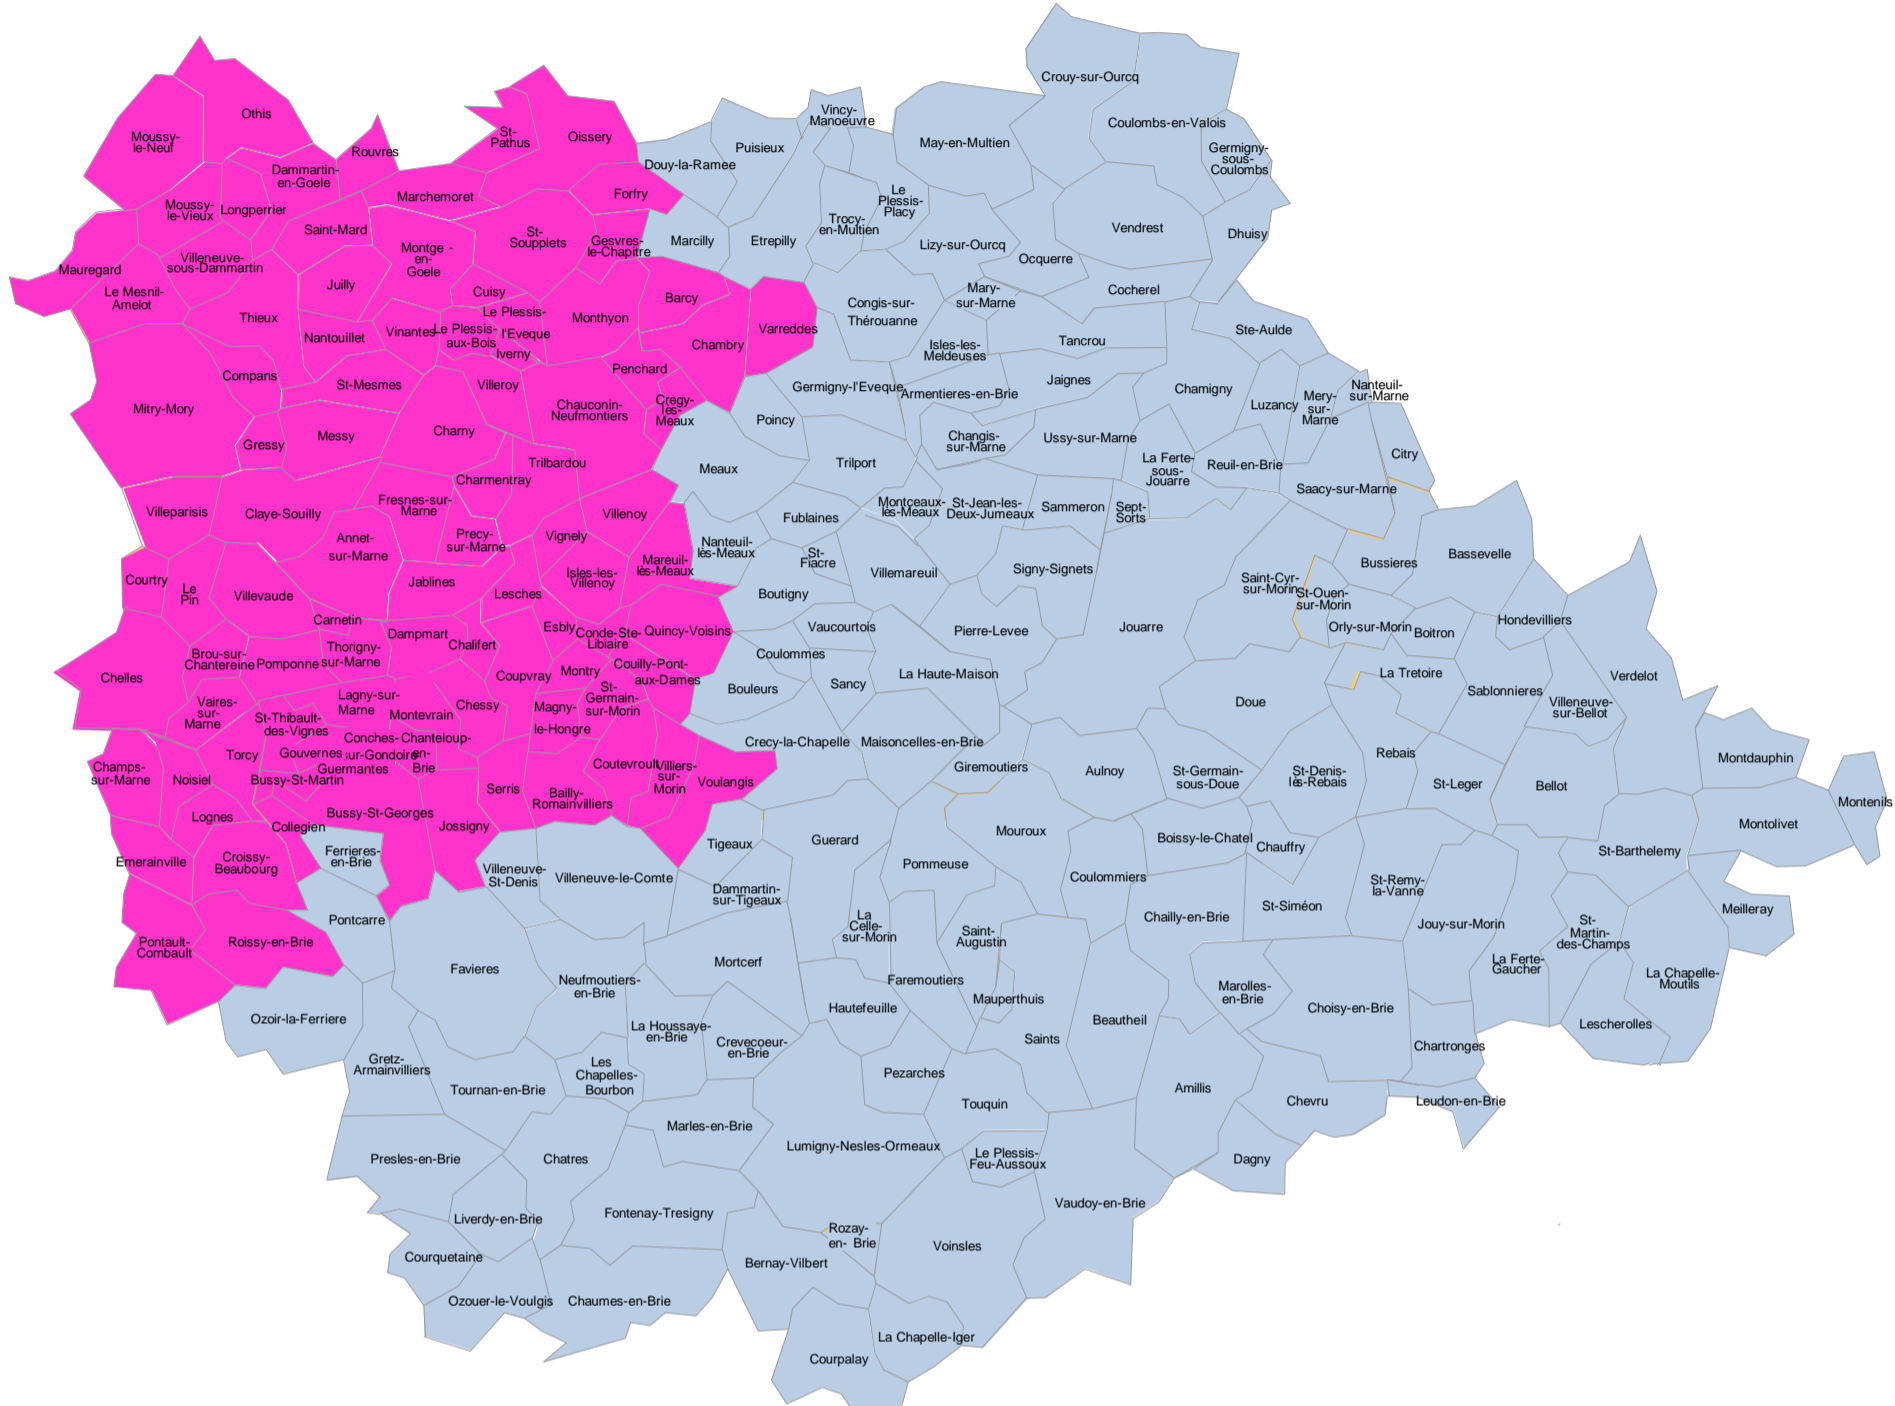 Crouy-sur-Ourcq
Othis
Moussy-
le-Neuf
Vincy-
Manoeuvre
Coulombs-en-Valois
St-
Pathus
Oissery
Rouvres
Puisieux
May-en-Multien
Germigny-
sous-
Coulombs
Douy-la-Ramee
Dammartin-
en-Goele
Marchemoret
Forfry
Le
Plessis-
Placy
Moussy-
le-Vieux
Longperrier
Saint-Mard
St-
Soupplets
Gesvres-
le-Chapitre
Marcilly
Etrepilly
Trocy-
en-Multien
Lizy-sur-Ourcq
Vendrest
Dhuisy
Montge -
en-
Goele
Ocquerre
Mauregard
Villeneuve-
sous-Dammartin
Juilly
Cuisy
Barcy
Mary-
sur-Marne
Cocherel
Le Mesnil-
Amelot
Thieux
Nantouillet
Vinantes
Le Plessis-
aux-Bois
Le Plessis-
l'Eveque
Iverny
Monthyon
Chambry
Varreddes
Congis-sur-
Thérouanne
Isles-les-
Meldeuses
Tancrou
Ste-Aulde
Compans
St-Mesmes
Villeroy
Penchard
Germigny-l'Eveque
Armentieres-en-Brie
Jaignes
Chamigny
Luzancy
Mery-
sur-
Marne
Nanteuil-
sur-Marne
Mitry-Mory
Chauconin-
Neufmontiers
Cregy-
lès-
Meaux
Poincy
Gressy
Messy
Charny
Changis-
sur-Marne
Ussy-sur-Marne
Citry
Trilbardou
Meaux
Trilport
La Ferte-
sous-
Jouarre
Reuil-en-Brie
Charmentray
Saacy-sur-Marne
Villeparisis
Claye-Souilly
Fresnes-sur-
Marne
Villenoy
Fublaines
Montceaux-
lès-Meaux
St-Jean-les-
Deux-Jumeaux
Sammeron
Sept-
Sorts
Annet-
sur-Marne
Precy-
sur-Marne
Vignely
Nanteuil-
lès-Meaux
St-
Fiacre
Bassevelle
Bussieres
Courtry
Le
Pin
Villevaude
Jablines
Lesches
Isles-les-
Villenoy
Mareuil-
lès-Meaux
Boutigny
Villemareuil
Signy-Signets
Saint-Cyr-
sur-Morin
St-Ouen-
sur-Morin
Carnetin
Dampmart
Chalifert
Esbly
Conde-Ste-
Libiaire
Quincy-Voisins
Vaucourtois
Pierre-Levee
Jouarre
Orly-sur-Morin
Boitron
Hondevilliers
Chelles
Brou-sur-
Chantereine
Pomponne
Thorigny-
sur-Marne
Coupvray
Montry
Couilly-Pont-
aux-Dames
Coulommes
Bouleurs
Sancy
La Haute-Maison
Doue
La Tretoire
Sablonnieres
Villeneuve-
sur-Bellot
Verdelot
Vaires-
sur-
Marne
Lagny-sur-
Marne
St-Thibault-
des-Vignes
Montevrain
Chessy
Magny-
le-Hongre
St-
Germain-
sur-Morin
Torcy
Gouvernes
Conches-
sur-Gondoire
Chanteloup-
en-
Brie
Crecy-la-Chapelle
Maisoncelles-en-Brie
Rebais
Montdauphin
Champs-
sur-Marne
Noisiel
Bussy-St-Martin
Guermantes
Serris
Bailly-
Romainvilliers
Coutevroult
Villiers-
sur-
Morin
Voulangis
Giremoutiers
Aulnoy
St-Germain-
sous-Doue
St-Denis-
lès-Rebais
St-Leger
Bellot
Montenils
Lognes
Collegien
Bussy-St-Georges
Jossigny
Tigeaux
Guerard
Mouroux
Boissy-le-Chatel
Chauffry
Montolivet
Emerainville
Croissy-
Beaubourg
Ferrieres-
en-Brie
Villeneuve-
St-Denis
Villeneuve-le-Comte
Dammartin-
sur-Tigeaux
Pommeuse
Coulommiers
St-Remy-
la-Vanne
St-Barthelemy
Pontcarre
La
Celle-
sur-Morin
Saint-
Augustin
Chailly-en-Brie
St-Siméon
Jouy-sur-Morin
St-
Martin-
des-Champs
Meilleray
Pontault-
Combault
Roissy-en-Brie
Favieres
Neufmoutiers-
en-Brie
Mortcerf
Faremoutiers
Mauperthuis
Marolles-
en-Brie
Choisy-en-Brie
La Ferte-
Gaucher
La Chapelle-
Moutils
Ozoir-la-Ferriere
La Houssaye-
en-Brie
Crevecoeur-
en-Brie
Hautefeuille
Saints
Beautheil
Chartronges
Lescherolles
Gretz-
Armainvilliers
Tournan-en-Brie
Les
Chapelles-
Bourbon
Pezarches
Touquin
Amillis
Chevru
Leudon-en-Brie
Presles-en-Brie
Chatres
Marles-en-Brie
Lumigny-Nesles-Ormeaux
Le Plessis-
Feu-Aussoux
Dagny
Liverdy-en-Brie
Fontenay-Tresigny
Rozay-
en- Brie
Voinsles
Vaudoy-en-Brie
Courquetaine
Bernay-Vilbert
Ozouer-le-Voulgis
Chaumes-en-Brie
La Chapelle-Iger
Courpalay